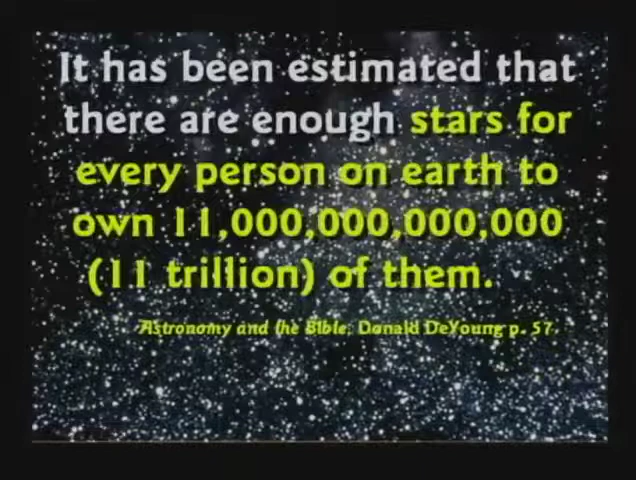 It has been estimated that
there are enough stars for
every person on earth to
own 11,000,000,000,000
(11 trillion) of them.
Astronomy and the Bible, Donald DeYoung p. 57